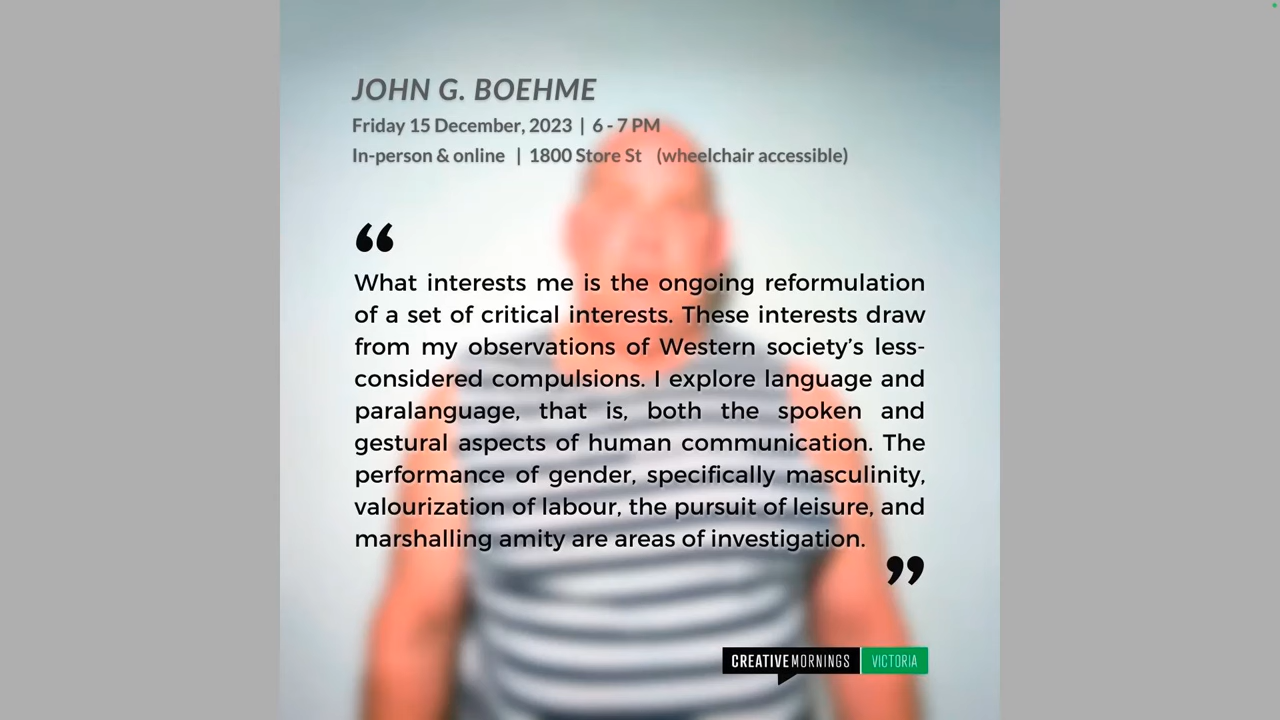 JOHN G. BOEHME
Friday 15 December, 2023 | 6 - 7 PM
In-person & online | 1800 Store St (wheelchair accessible)
“
What interests me is the ongoing reformulation
of a set of critical interests. These interests draw
from my observations of Western society’s less-
considered compulsions. I explore language and
paralanguage, that is, both the spoken and
gestural aspects of human communication. The
performance of gender, specifically masculinity,
valourization of labour, the pursuit of leisure, and
marshalling amity are areas of investigation.
”
CREATIVEMORNINGS VICTORIA